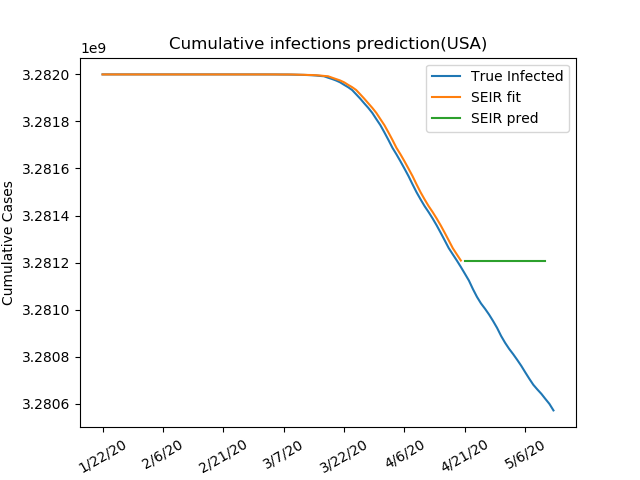 Cumulative infections prediction(USA)
1e9
3.2820
3.2818
3.2816
3.2814
3.2812
3.2810
3.2808
3.2806
Cumulative Cases
True Infected
SEIR fit
SEIR pred
1/22/20
2/6/20
2/21/20
3/7/20
3/22/20
4/6/20
4/21/20
5/6/20